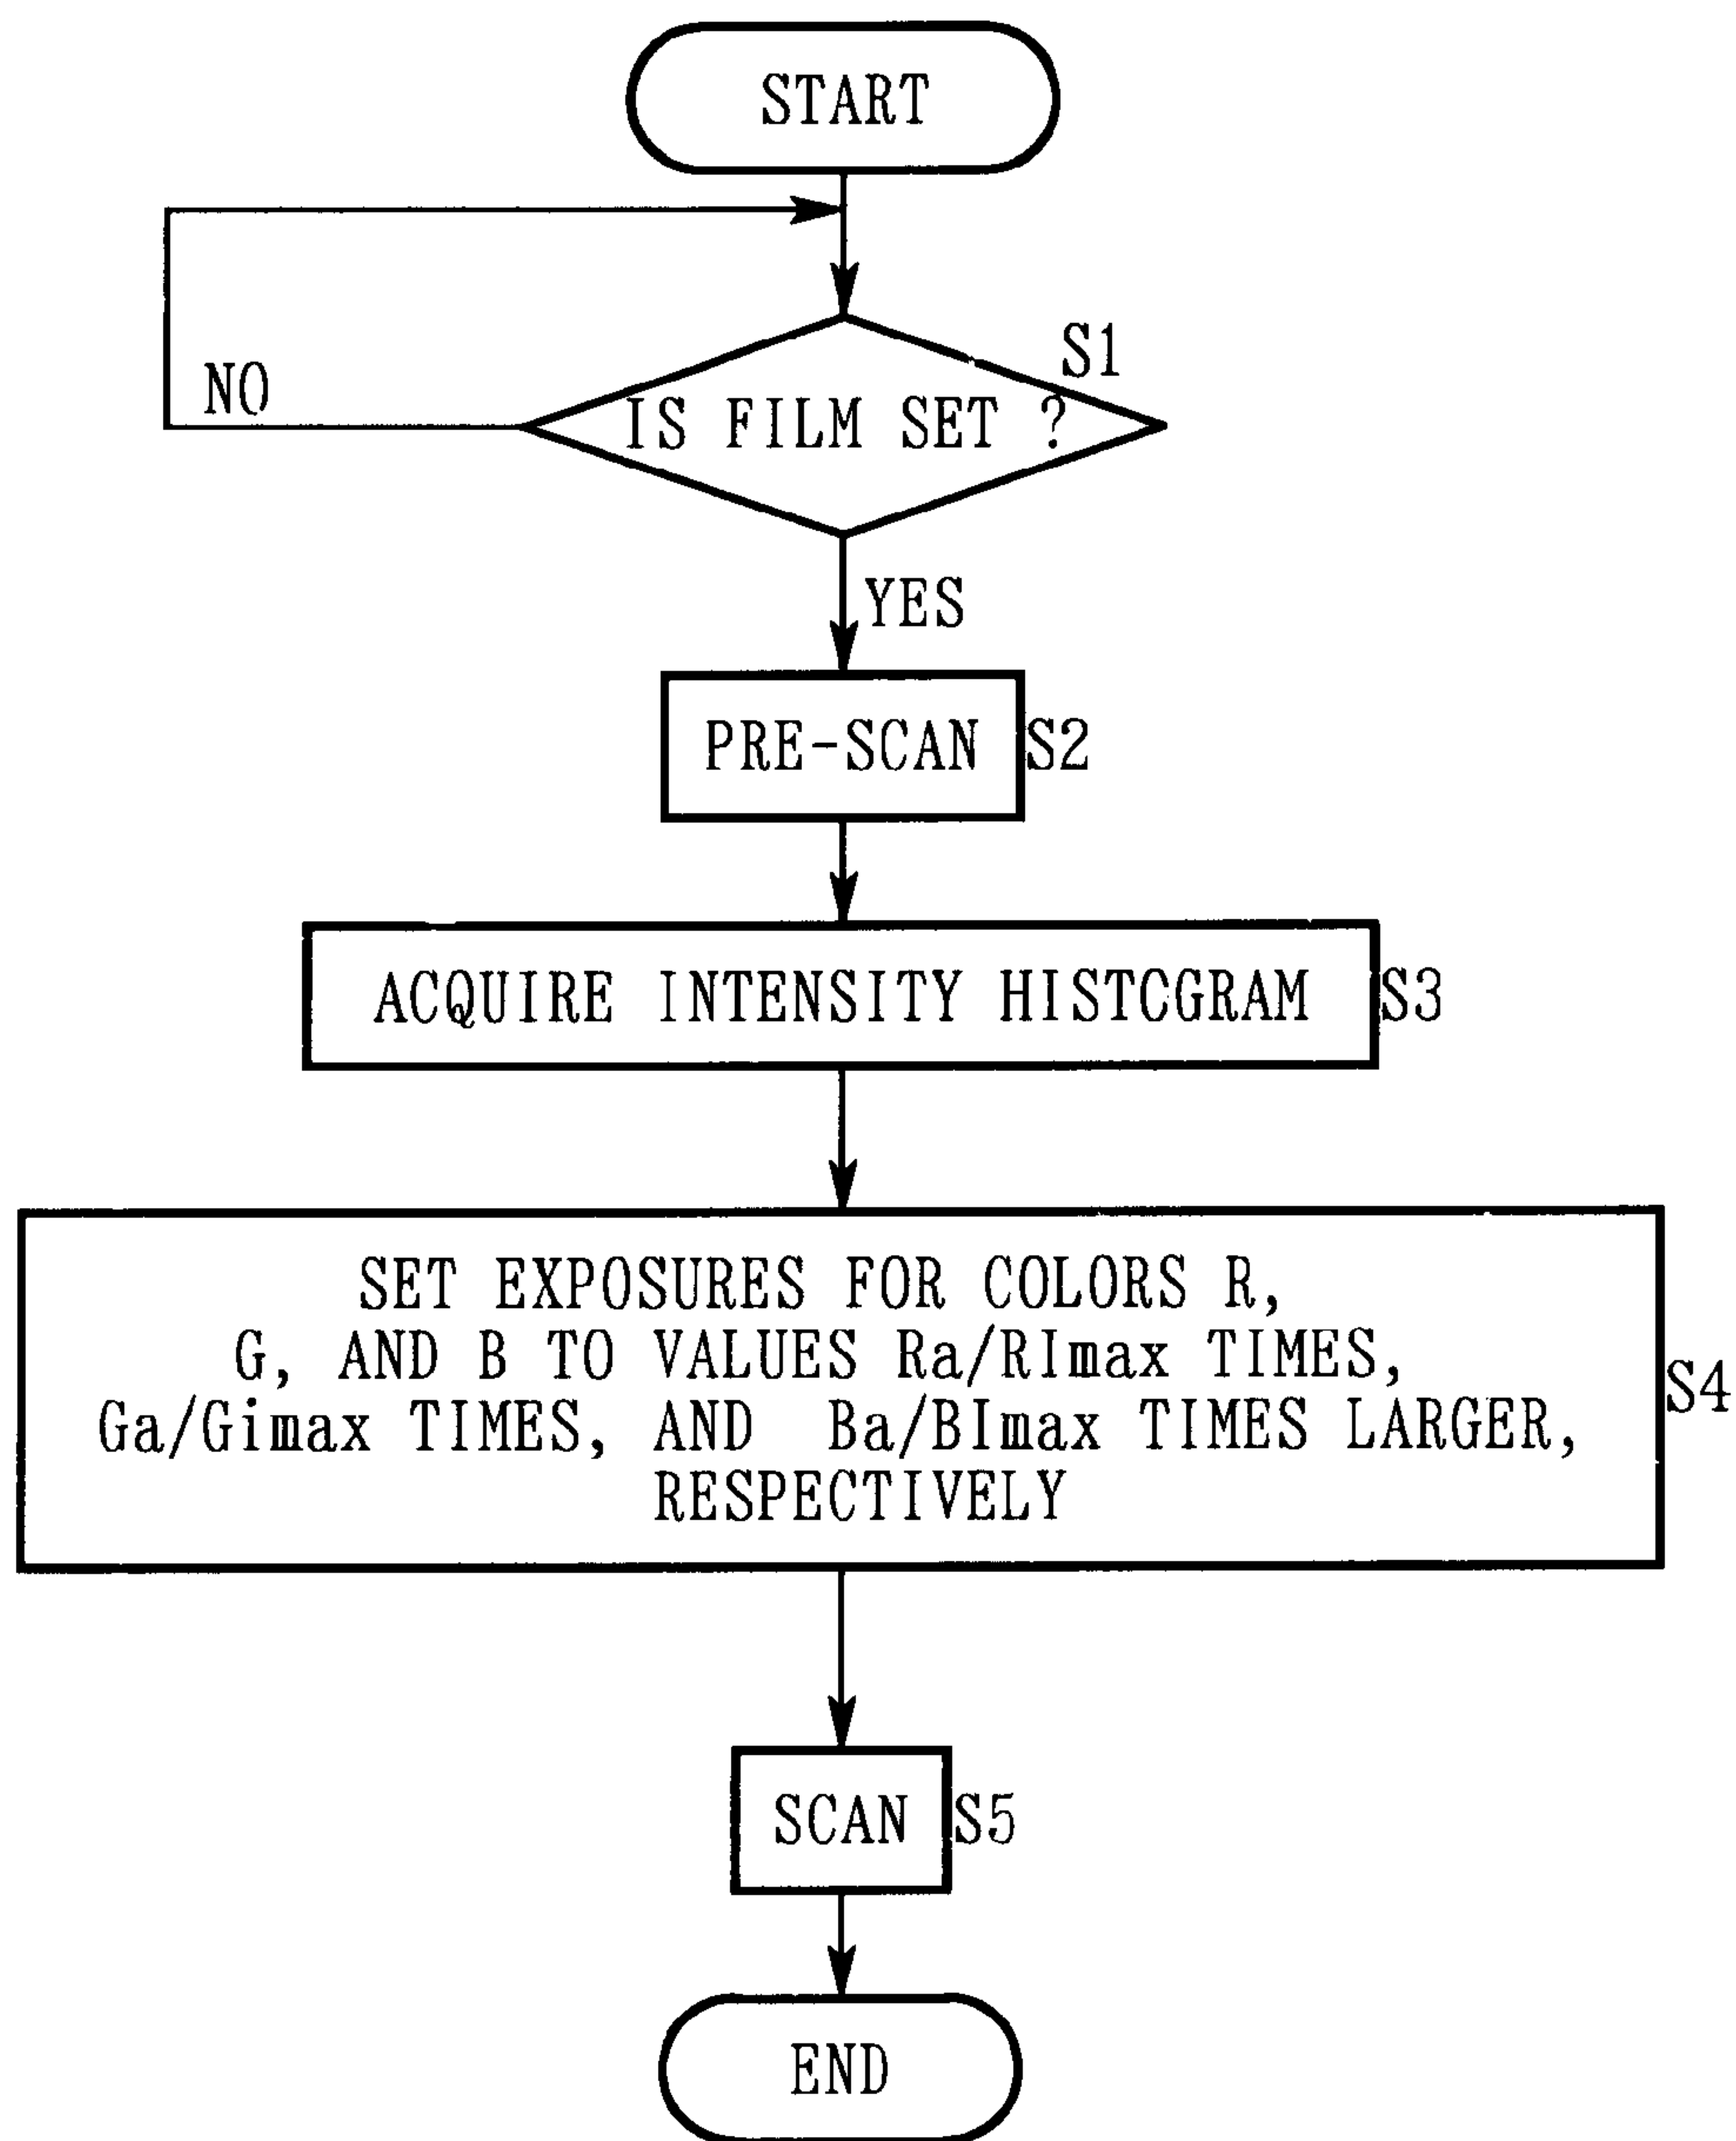 START
S1
NO
IS FILM SET ?
YES
PRE-SCAN
S2
ACQUIRE INTENSITY HISTCGRAM
S3
SET EXPOSURES FOR COLORS R,
G, AND B TO VALUES Ra/RImax TIMES,
Ga/Gimax TIMES, AND Ba/BImax TIMES LARGER,
RESPECTIVELY
S4
SCAN
S5
END